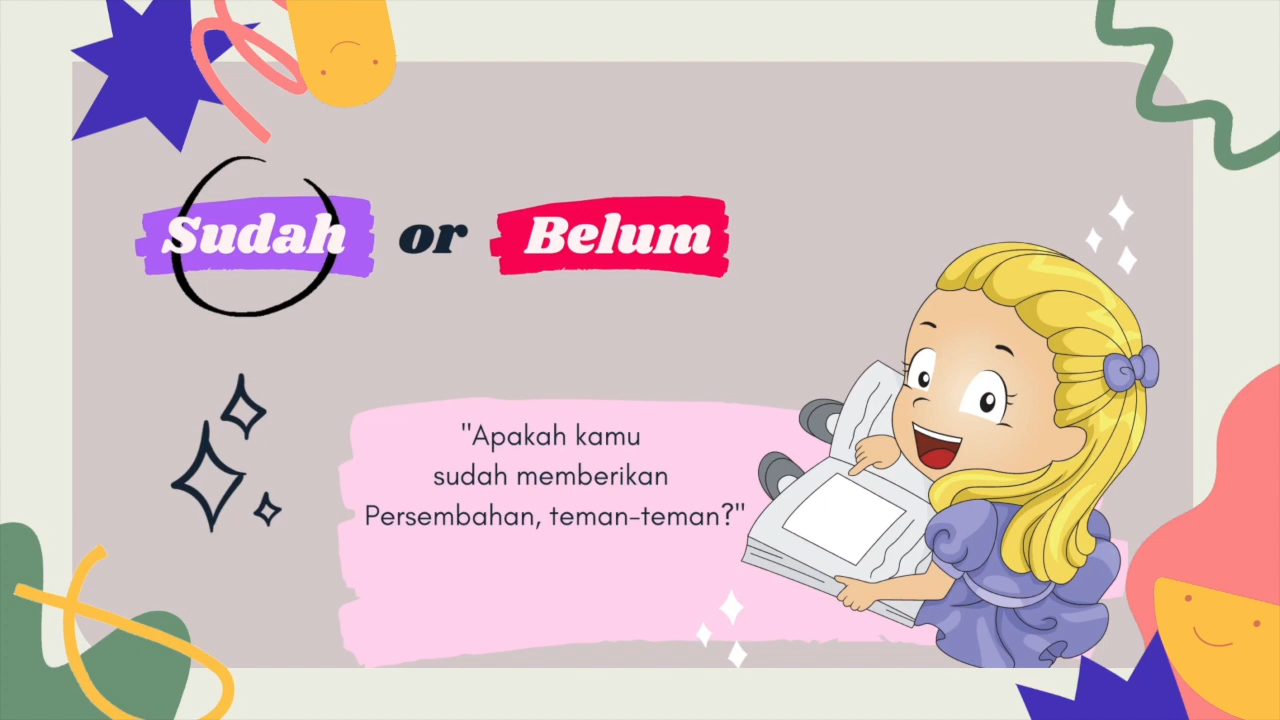 Sudah or Belum
"Apakah kamu
sudah memberikan
Persembahan, teman-teman?"